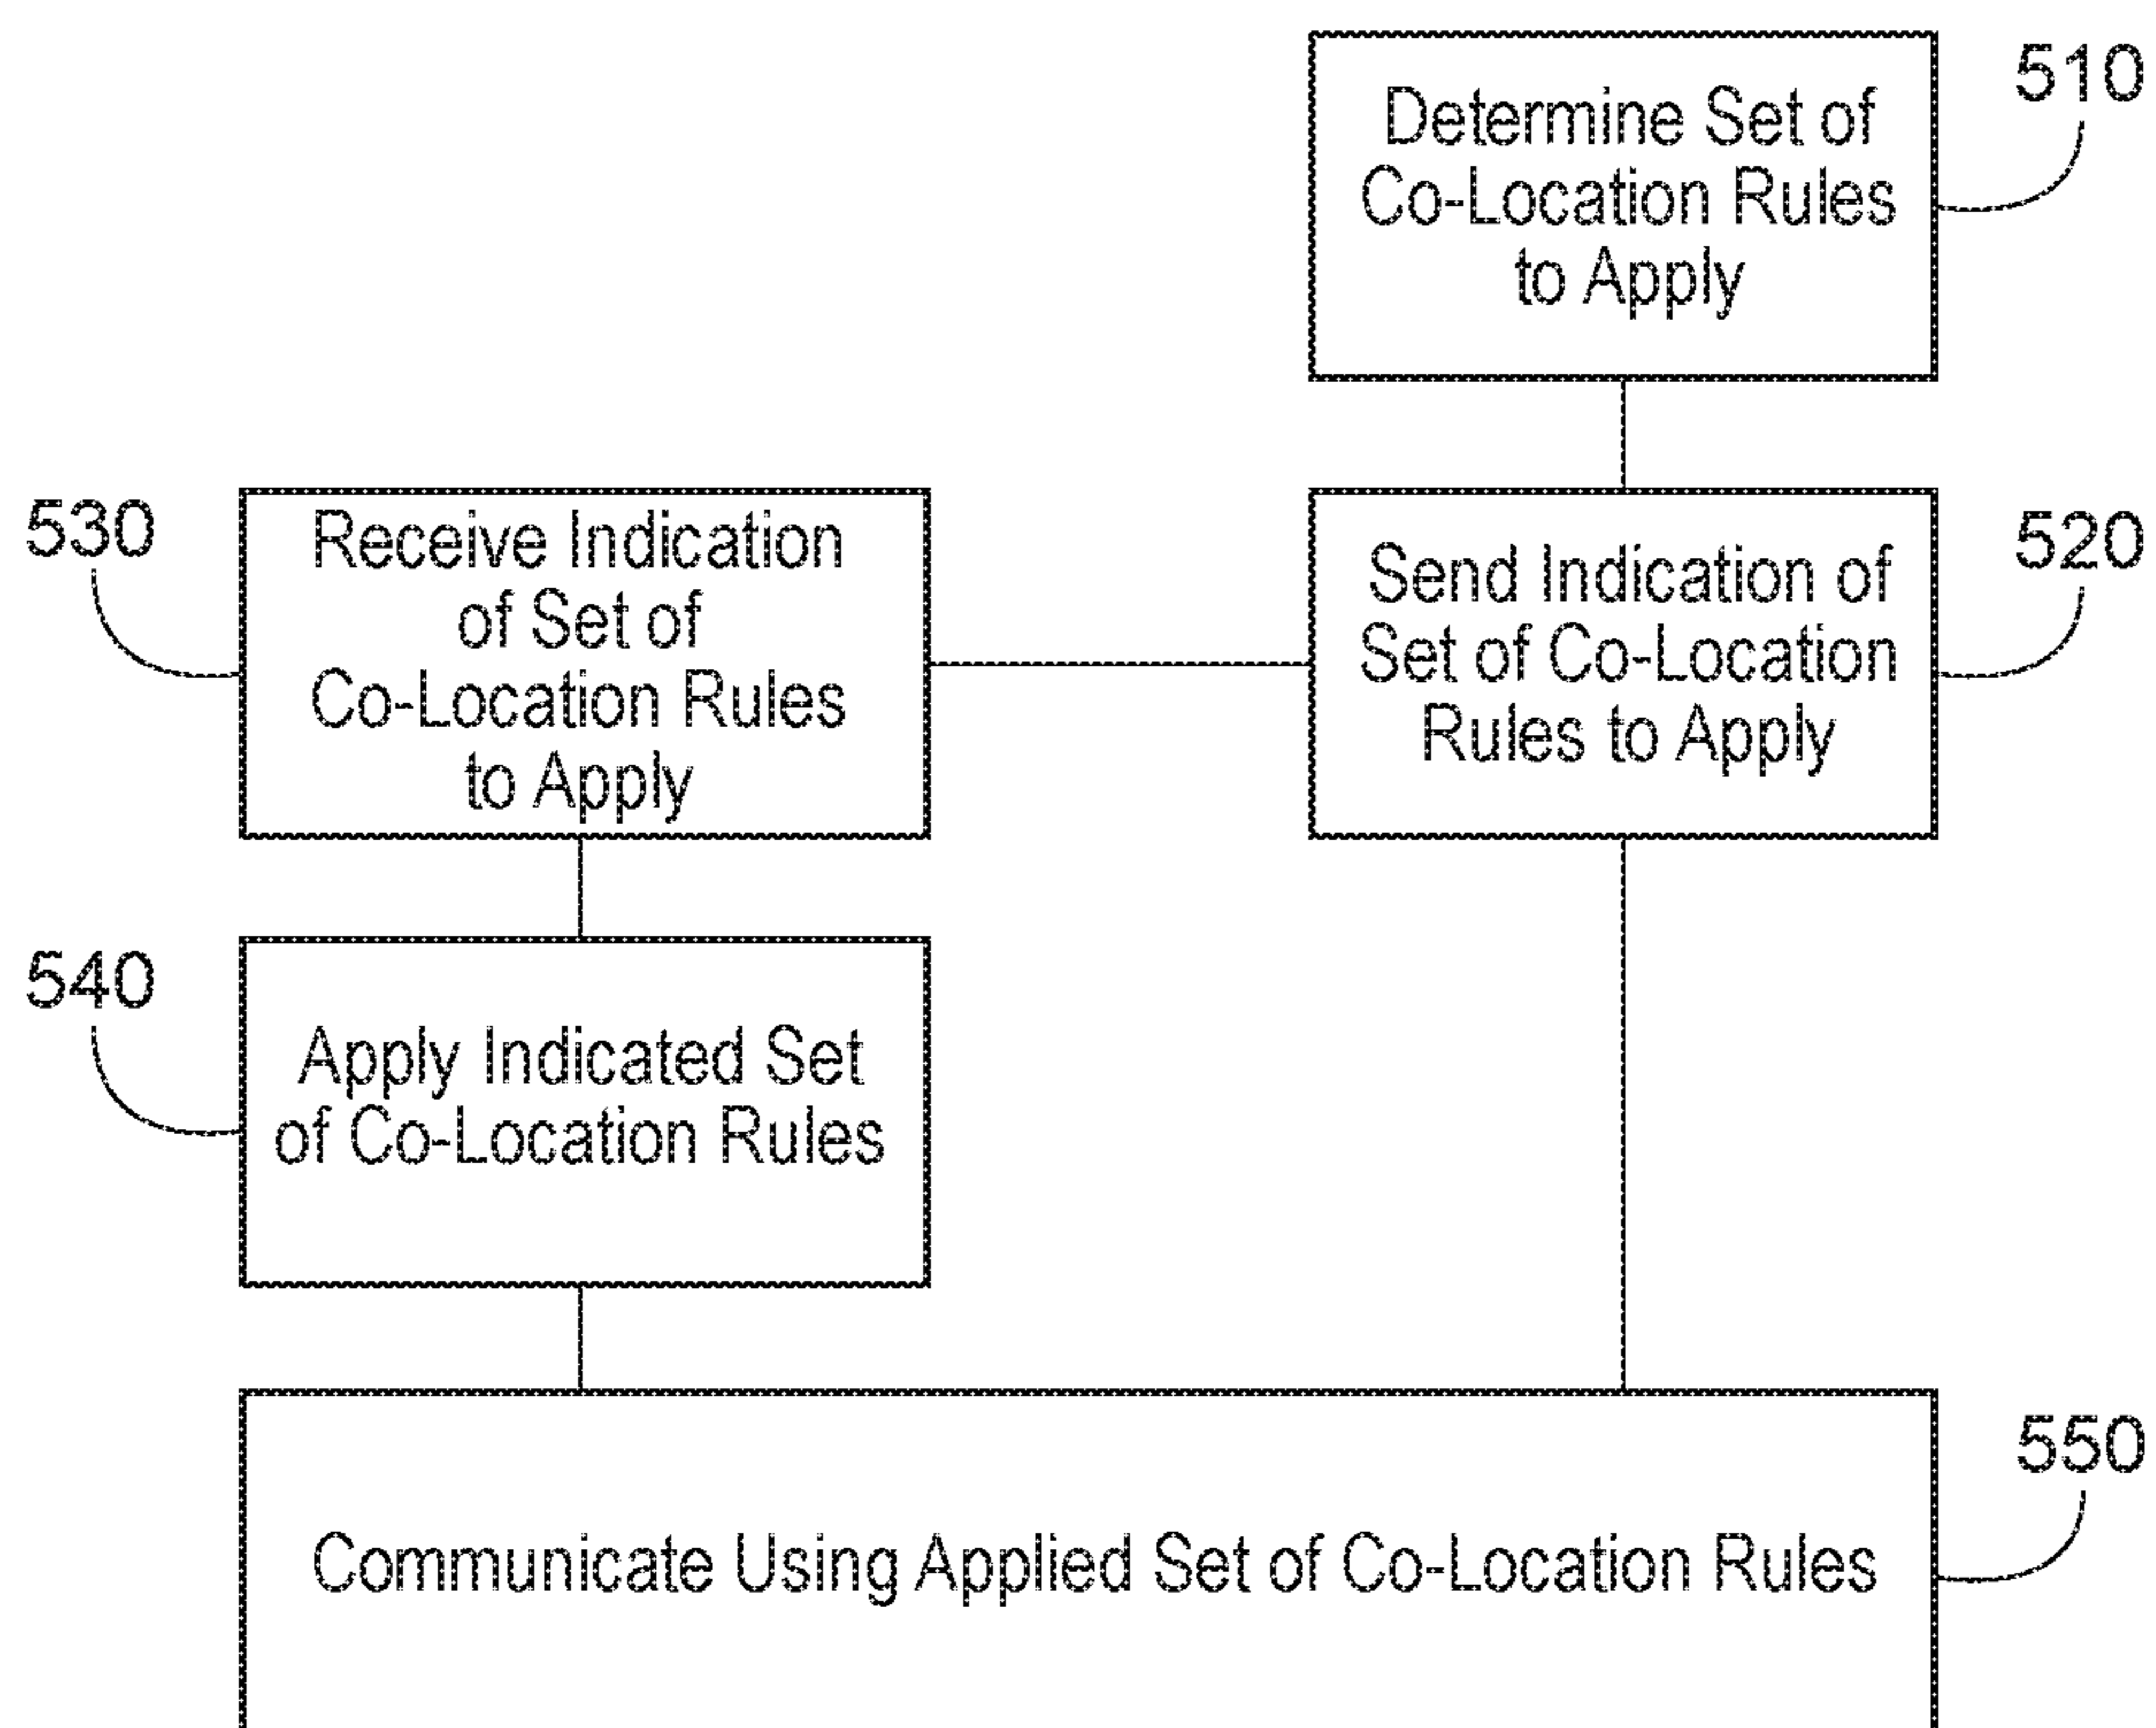 510
Determine Set of
Co-Location Rules
to Apply
530
Receive Indication
of Set of
Co-Location Rules
to Apply
520
Send Indication of
Set of Co-Location
Rules to Apply
540
Apply Indicated Set
of Co-Location Rules
550
Communicate Using Applied Set of Co-Location Rules